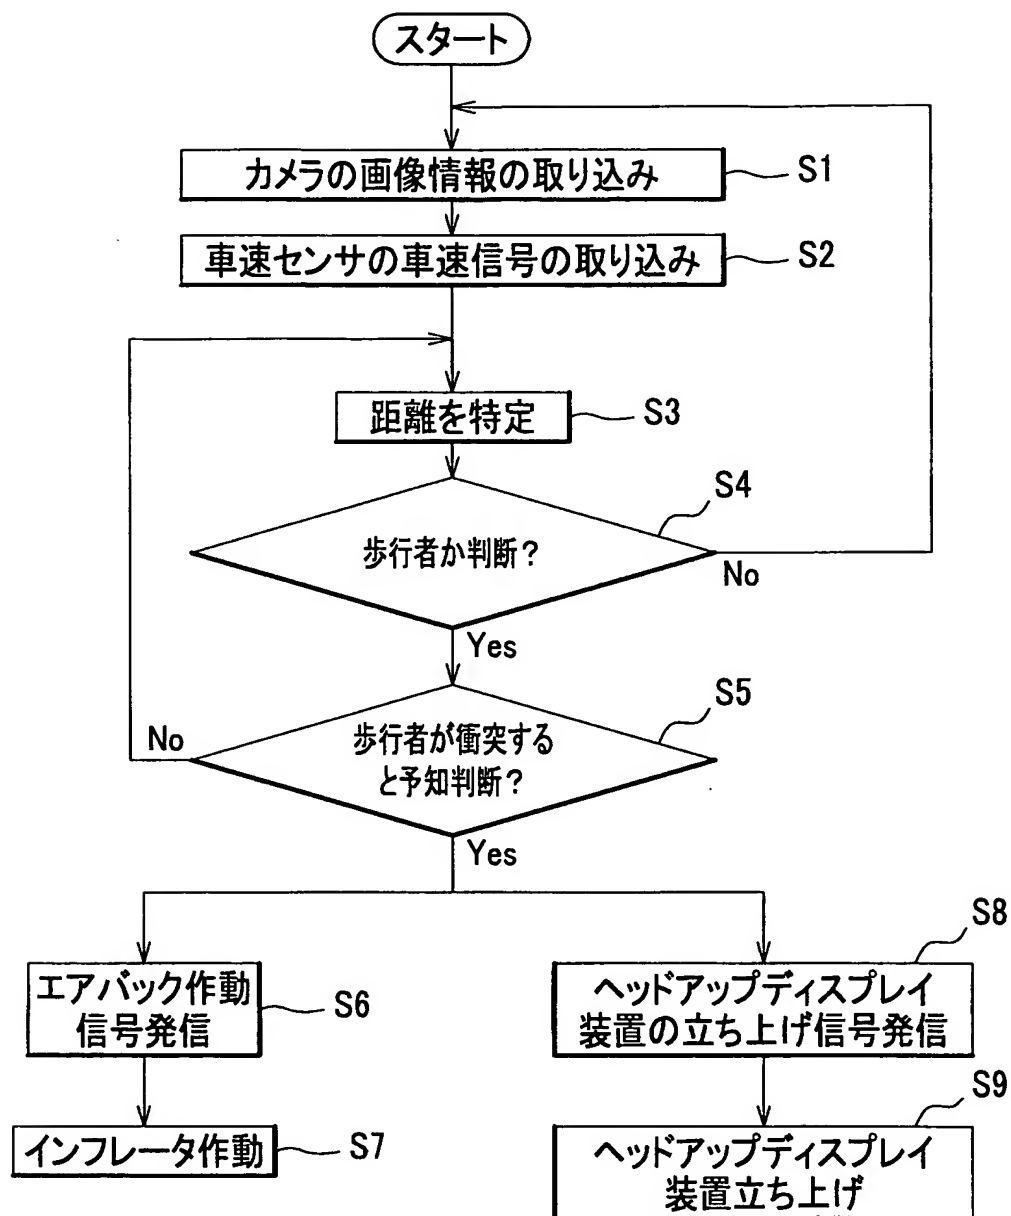 スタート
カメラの画像情報の取り込み
S1
車速センサの車速信号の取り込み
S2
距離を特定
S3
S4
歩行者か判断？
No
Yes
S5
歩行者が衝突する
と予知判断？
No
Yes
エアバック作動
信号発信
S6
インフレータ作動
S7
S8
ヘッドアップディスプレイ
装置の立ち上げ信号発信
S9
ヘッドアップディスプレイ
装置立ち上げ